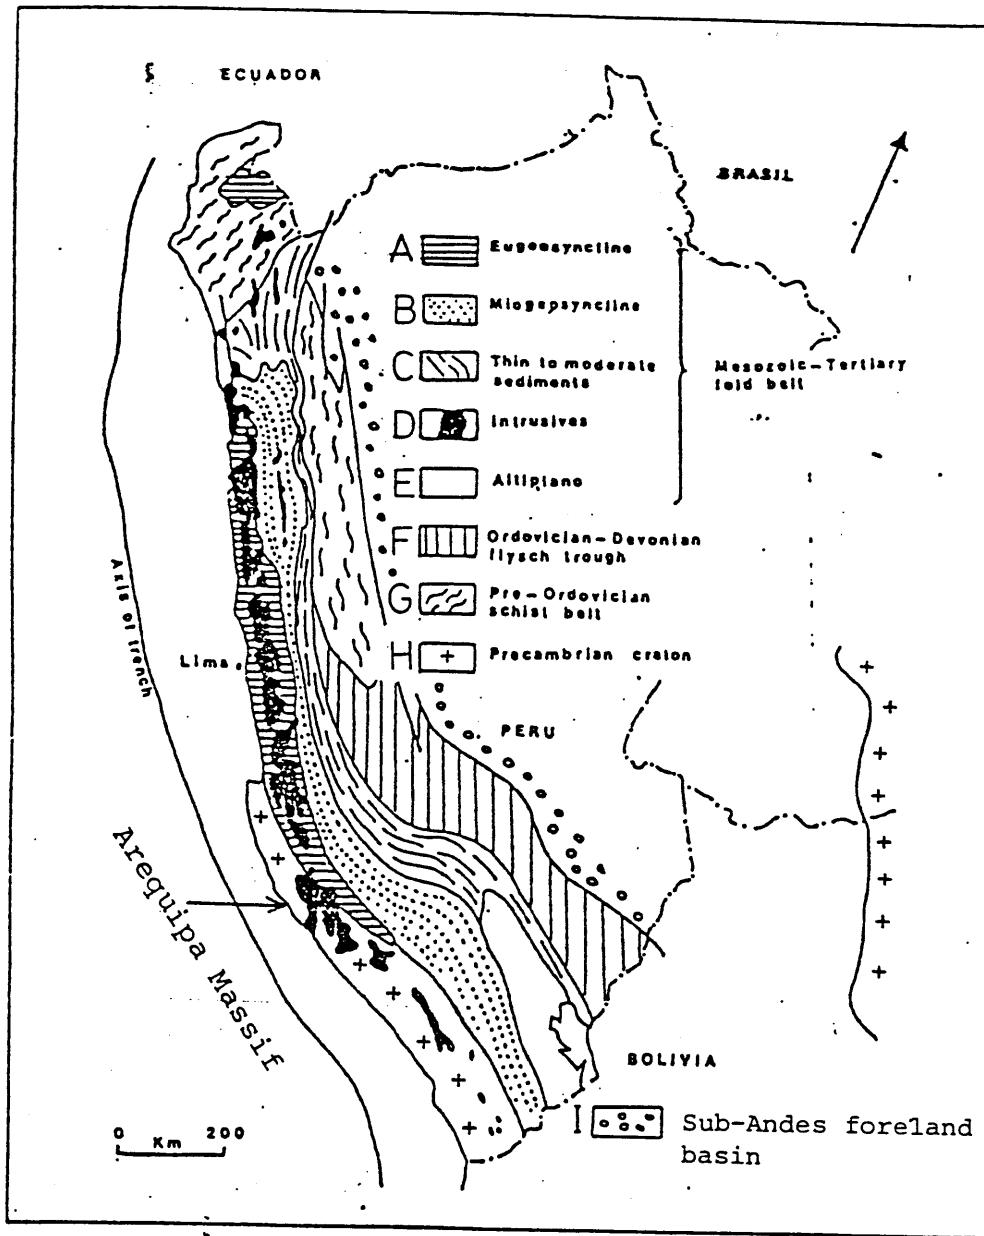 ECUADOR
BRASIL
A Eugeosyncline
B Miogepsyncline
C Thin to moderate
sediments
D Intrusives
E Altiplano
Mesozoic-Tertiary
fold belt
F Ordovician-Devonian
flysch trough
G Pre-Ordovician
schist belt
H + Precambrian craton
Axis of trench
Lima
PERU
Arequipa Massif
BOLIVIA
I Sub-Andes foreland
basin
0 Km 200